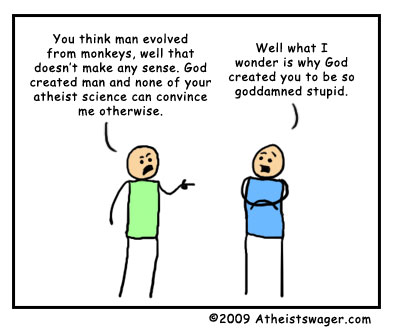 You think man evolved
from monkeys, well that
doesn't make any sense. God
created man and none of your
atheist science can convince
me otherwise.
Well what I
wonder is why God
created you to be so
goddamned stupid.
©2009 Atheistswager.com